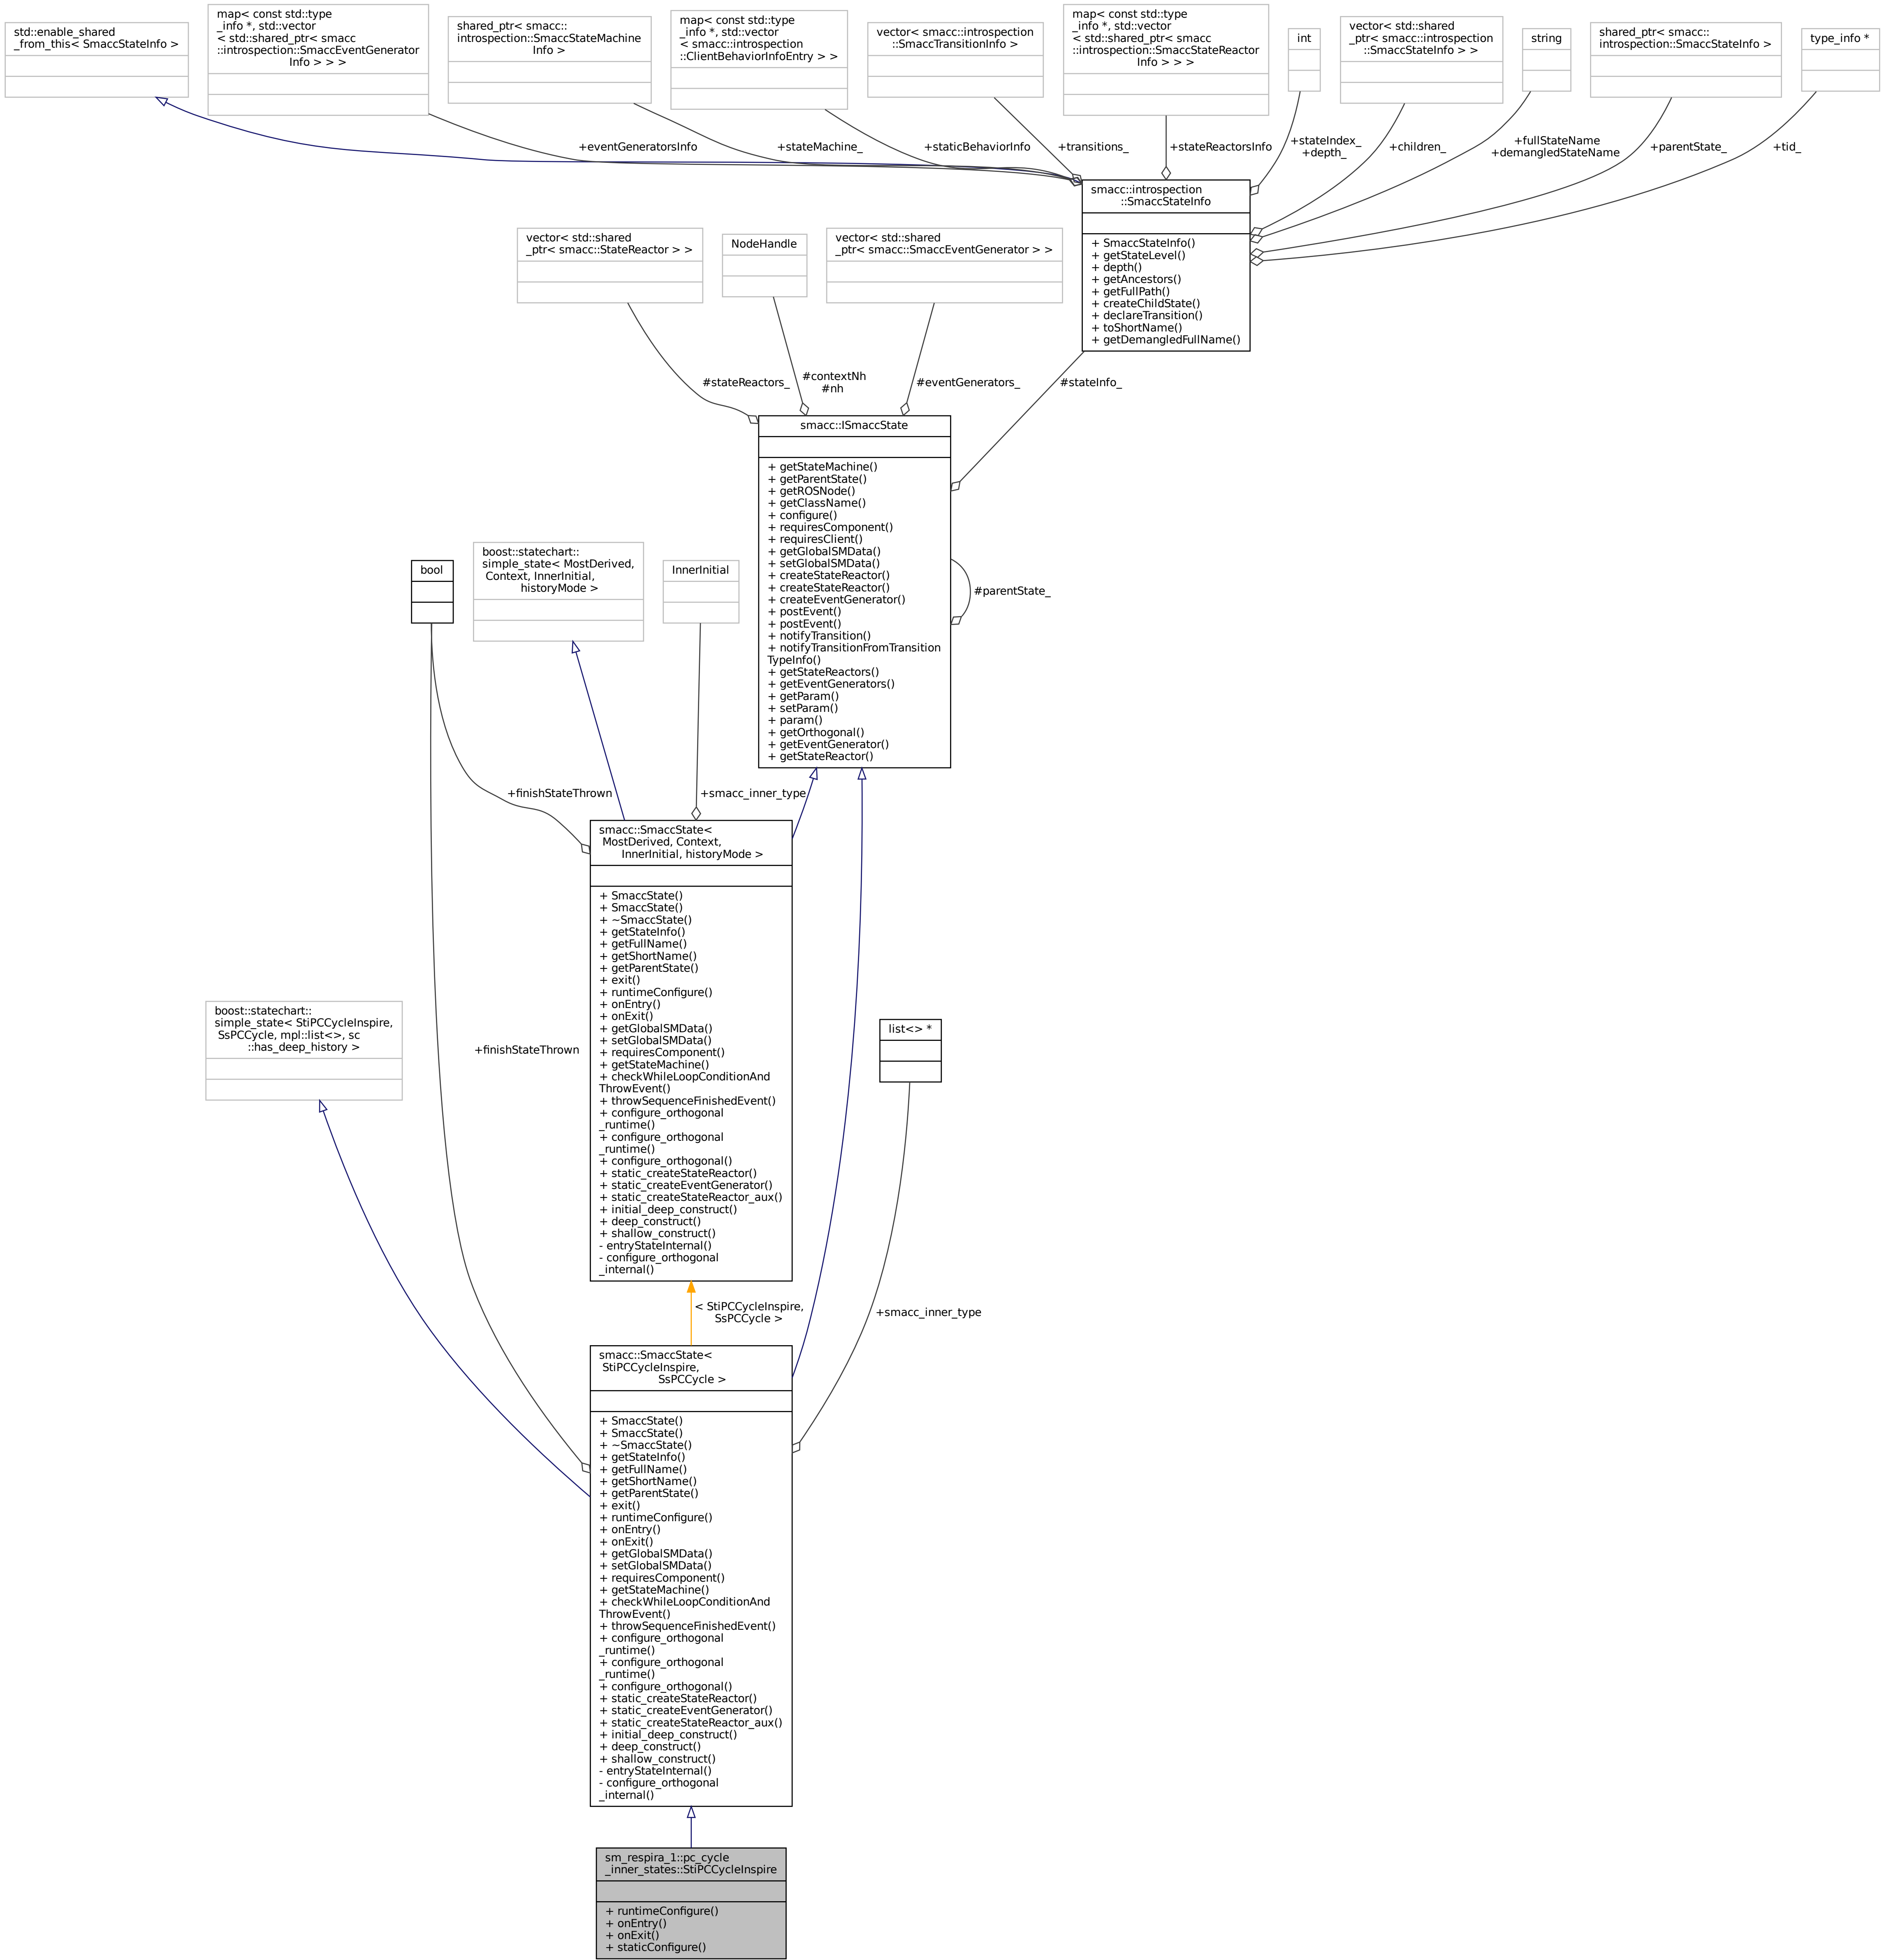 std::enable_shared
_from_this< SmaccStateInfo >
map< const std::type
_info *, std::vector
< std::shared_ptr< smacc
::introspection::SmaccEventGenerator
Info > > >
shared_ptr< smacc::
introspection::SmaccStateMachine
Info >
map< const std::type
_info *, std::vector
< smacc::introspection
::ClientBehaviorInfoEntry > >
vector< smacc::introspection
::SmaccTransitionInfo >
map< const std::type
_info *, std::vector
< std::shared_ptr< smacc
::introspection::SmaccStateReactor
Info > > >
int
vector< std::shared
_ptr< smacc::introspection
::SmaccStateInfo > >
string
shared_ptr< smacc::
introspection::SmaccStateInfo >
type_info *
+eventGeneratorsInfo
+stateMachine_
+staticBehaviorInfo
+transitions_
+stateReactorsInfo
+stateIndex_
+depth_
+children_
+fullStateName
+demangledStateName
+parentState_
+tid_
smacc::introspection
::SmaccStateInfo
+ SmaccStateInfo()
+ getStateLevel()
+ depth()
+ getAncestors()
+ getFullPath()
+ createChildState()
+ declareTransition()
+ toShortName()
+ getDemangledFullName()
vector< std::shared
_ptr< smacc::StateReactor > >
NodeHandle
vector< std::shared
_ptr< smacc::SmaccEventGenerator > >
#stateReactors_
#contextNh
#nh
#eventGenerators_
#stateInfo_
smacc::ISmaccState
+ getStateMachine()
+ getParentState()
+ getROSNode()
+ getClassName()
+ configure()
+ requiresComponent()
+ requiresClient()
+ getGlobalSMData()
+ setGlobalSMData()
+ createStateReactor()
+ createStateReactor()
+ createEventGenerator()
+ postEvent()
+ postEvent()
+ notifyTransition()
+ notifyTransitionFromTransition
TypeInfo()
+ getStateReactors()
+ getEventGenerators()
+ getParam()
+ setParam()
+ param()
+ getOrthogonal()
+ getEventGenerator()
+ getStateReactor()
#parentState_
bool
boost::statechart::
simple_state< MostDerived,
Context, InnerInitial,
historyMode >
InnerInitial
+finishStateThrown
+smacc_inner_type
smacc::SmaccState<
MostDerived, Context,
InnerInitial, historyMode >
+ SmaccState()
+ SmaccState()
+ ~SmaccState()
+ getStateInfo()
+ getFullName()
+ getShortName()
+ getParentState()
+ exit()
+ runtimeConfigure()
+ onEntry()
+ onExit()
+ getGlobalSMData()
+ setGlobalSMData()
+ requiresComponent()
+ getStateMachine()
+ checkWhileLoopConditionAnd
ThrowEvent()
+ throwSequenceFinishedEvent()
+ configure_orthogonal
_runtime()
+ configure_orthogonal
_runtime()
+ configure_orthogonal()
+ static_createStateReactor()
+ static_createEventGenerator()
+ static_createStateReactor_aux()
+ initial_deep_construct()
+ deep_construct()
+ shallow_construct()
- entryStateInternal()
- configure_orthogonal
_internal()
boost::statechart::
simple_state< StiPCCycleInspire,
SsPCCycle, mpl::list<>, sc
::has_deep_history >
+finishStateThrown
list<> *
< StiPCCycleInspire,
SsPCCycle >
+smacc_inner_type
smacc::SmaccState<
StiPCCycleInspire,
SsPCCycle >
+ SmaccState()
+ SmaccState()
+ ~SmaccState()
+ getStateInfo()
+ getFullName()
+ getShortName()
+ getParentState()
+ exit()
+ runtimeConfigure()
+ onEntry()
+ onExit()
+ getGlobalSMData()
+ setGlobalSMData()
+ requiresComponent()
+ getStateMachine()
+ checkWhileLoopConditionAnd
ThrowEvent()
+ throwSequenceFinishedEvent()
+ configure_orthogonal
_runtime()
+ configure_orthogonal
_runtime()
+ configure_orthogonal()
+ static_createStateReactor()
+ static_createEventGenerator()
+ static_createStateReactor_aux()
+ initial_deep_construct()
+ deep_construct()
+ shallow_construct()
- entryStateInternal()
- configure_orthogonal
_internal()
sm_respira_1::pc_cycle
_inner_states::StiPCCycleInspire
+ runtimeConfigure()
+ onEntry()
+ onExit()
+ staticConfigure()